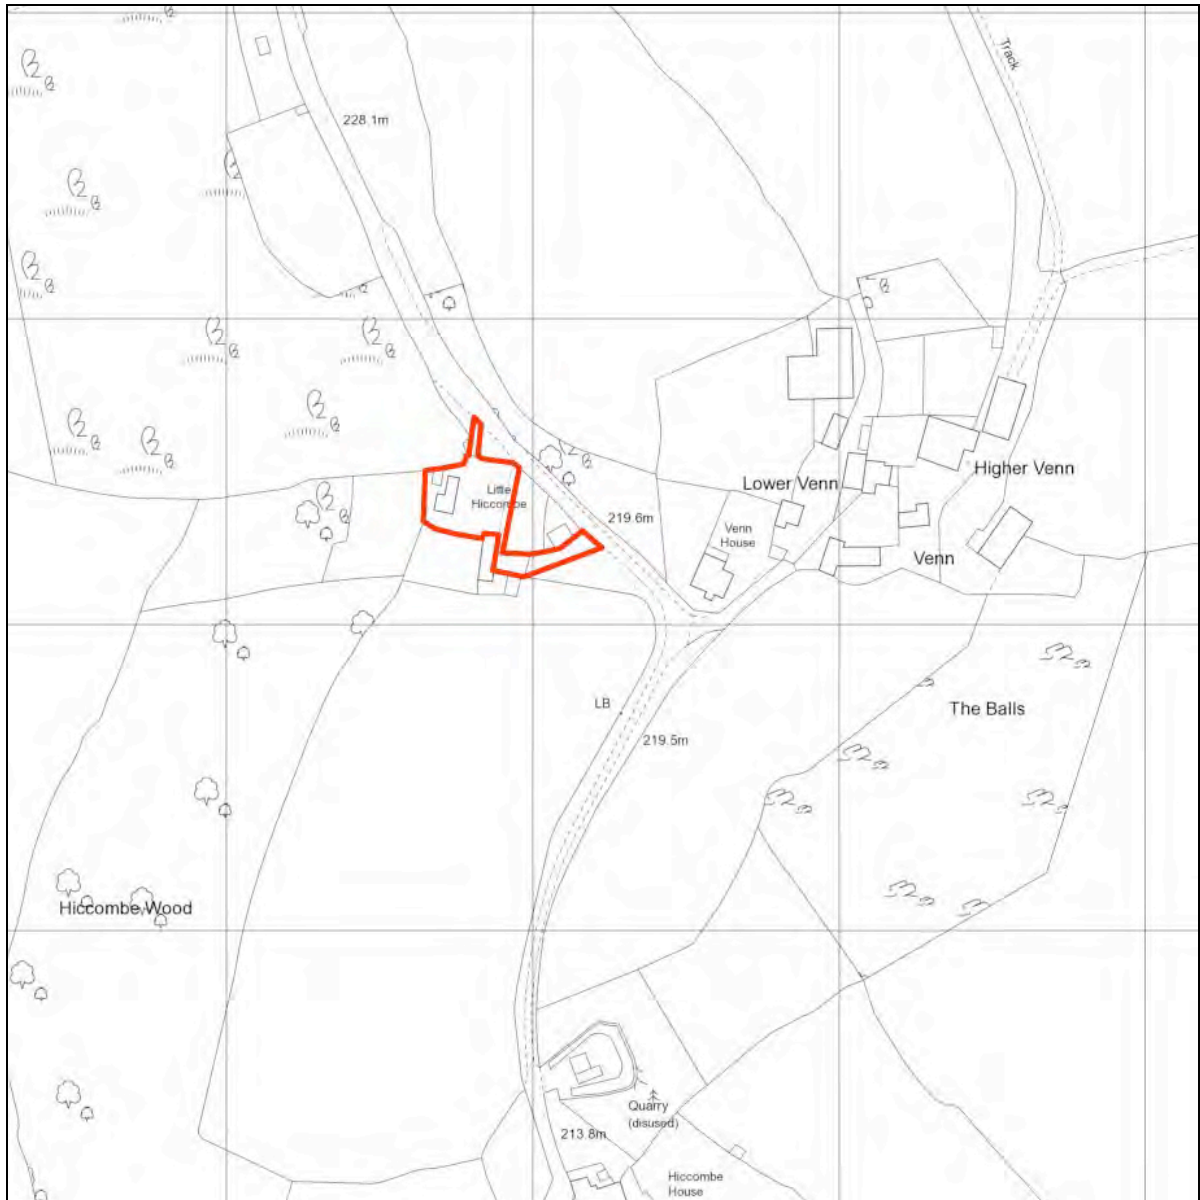 Track
228.1m
Little
Hiccombe
Lower Venn
Higher Venn
219.6m
Venn
House
Venn
LB
219.5m
The Balls
Hiccombe Wood
Quarry
(disused)
213.8m
Hiccombe
House